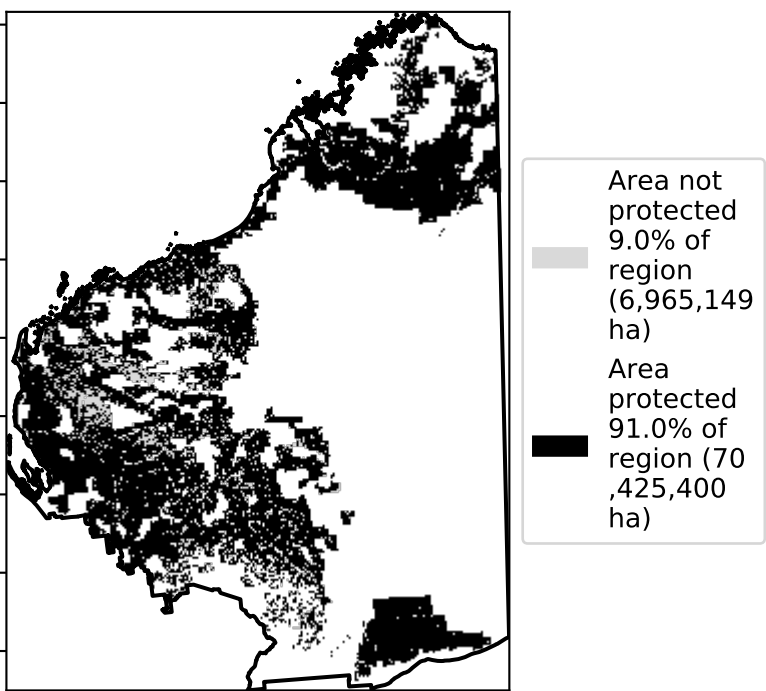 Area not
protected
9.0% of
region
(6,965,149
ha)
Area
protected
91.0% of
region (70
,425,400
ha)